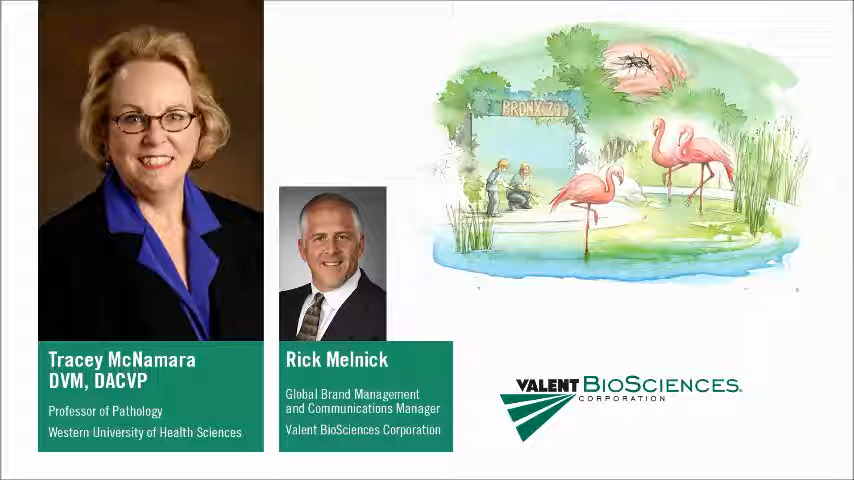 BRONX ZOO
Tracey McNamara
DVM, DACVP
Professor of Pathology
Western University of Health Sciences
Rick Melnick
Global Brand Management
and Communications Manager
Valent BioSciences Corporation
VALENT BIOSCIENCES®
CORPORATION